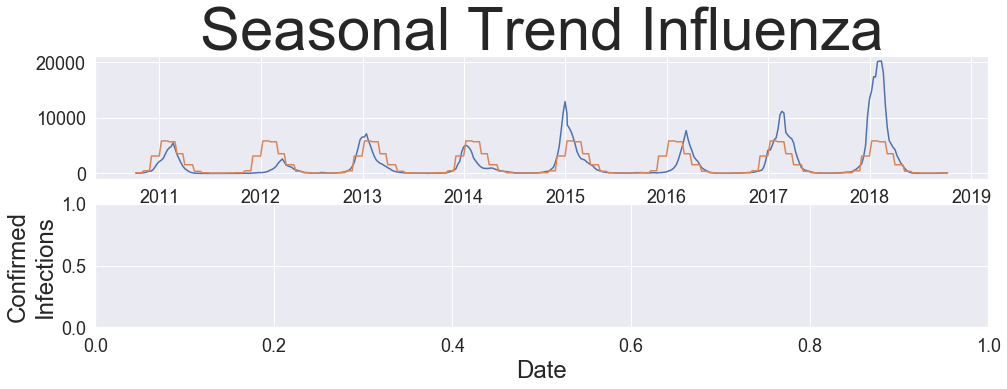 Seasonal Trend Influenza
20000
10000
0
2011 2012 2013 2014 2015 2016 2017 2018 2019
Confirmed
Infections
1.0
0.5
0.0
0.0 0.2 0.4 0.6 0.8 1.0
Date